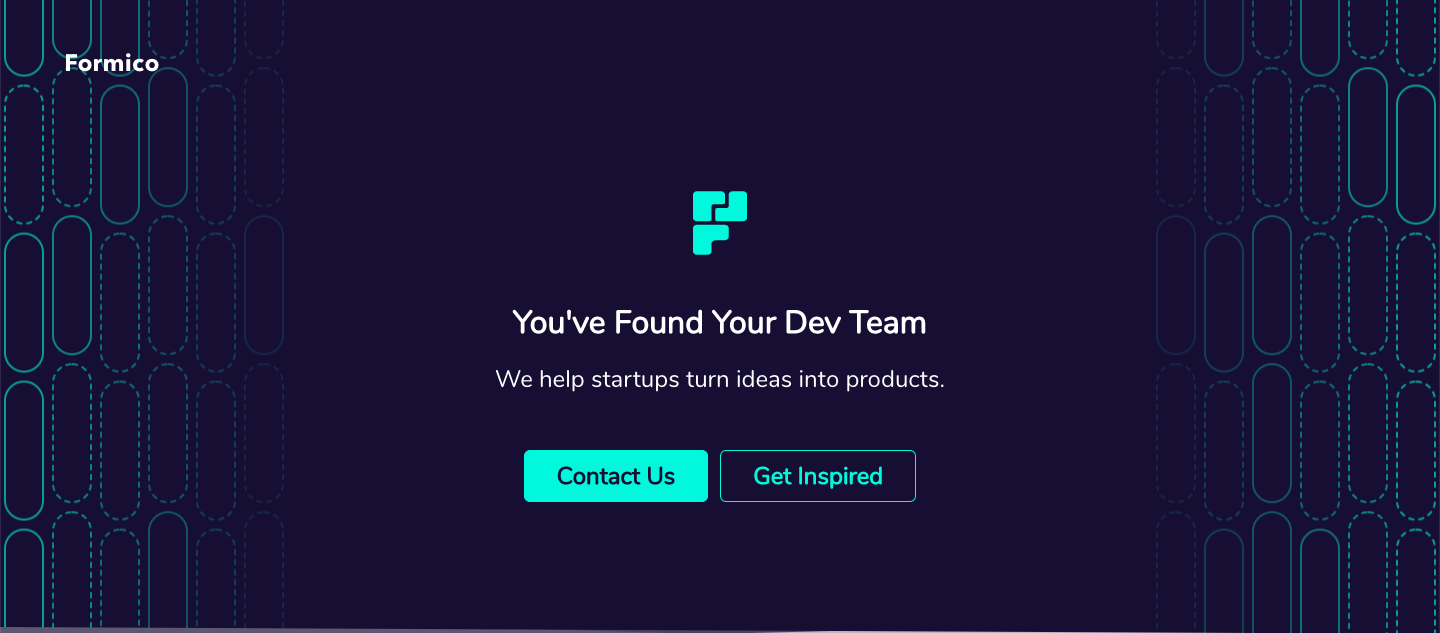 Formico
You've Found Your Dev Team
We help startups turn ideas into products.
Contact Us
Get Inspired